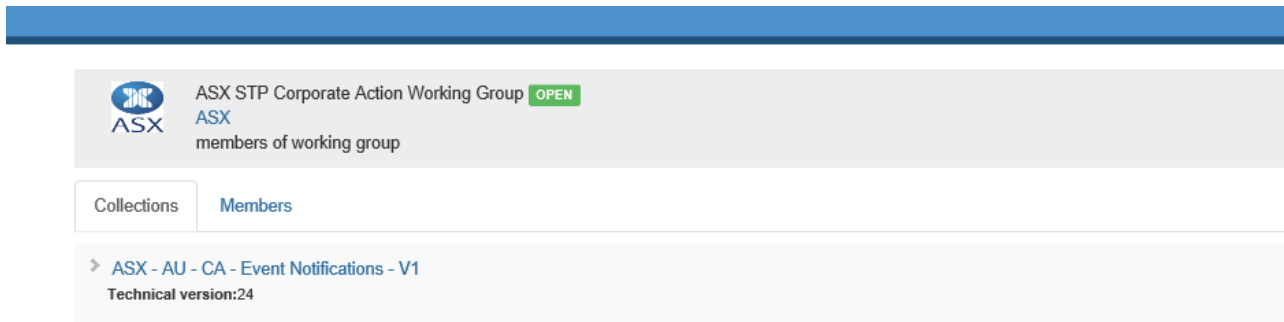 ASX STP Corporate Action Working Group OPEN
ASX
ASX
members of working group
Collections Members
ASX - AU - CA - Event Notifications - V1
Technical version:24